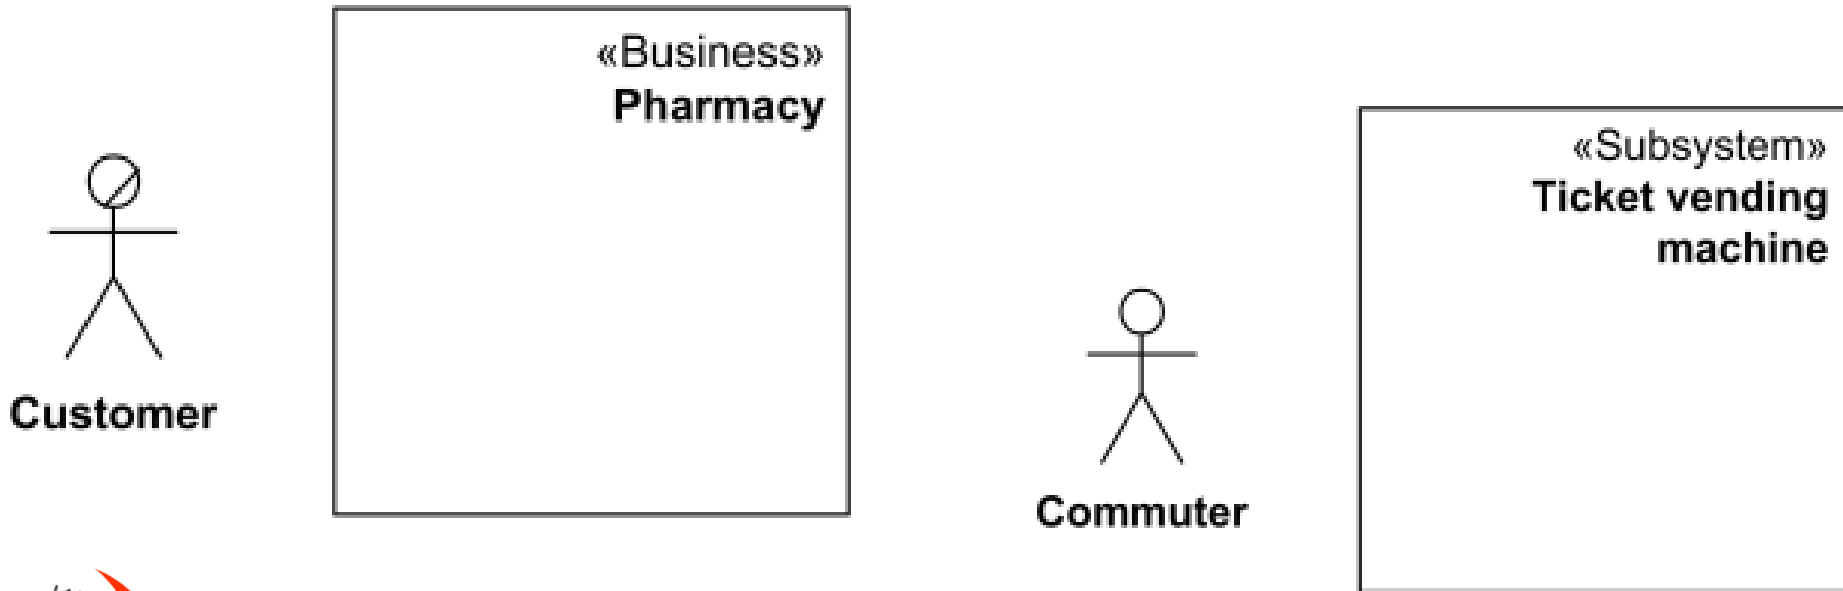 «Business»
Pharmacy
Customer
«Subsystem»
Ticket vending
machine
Commuter